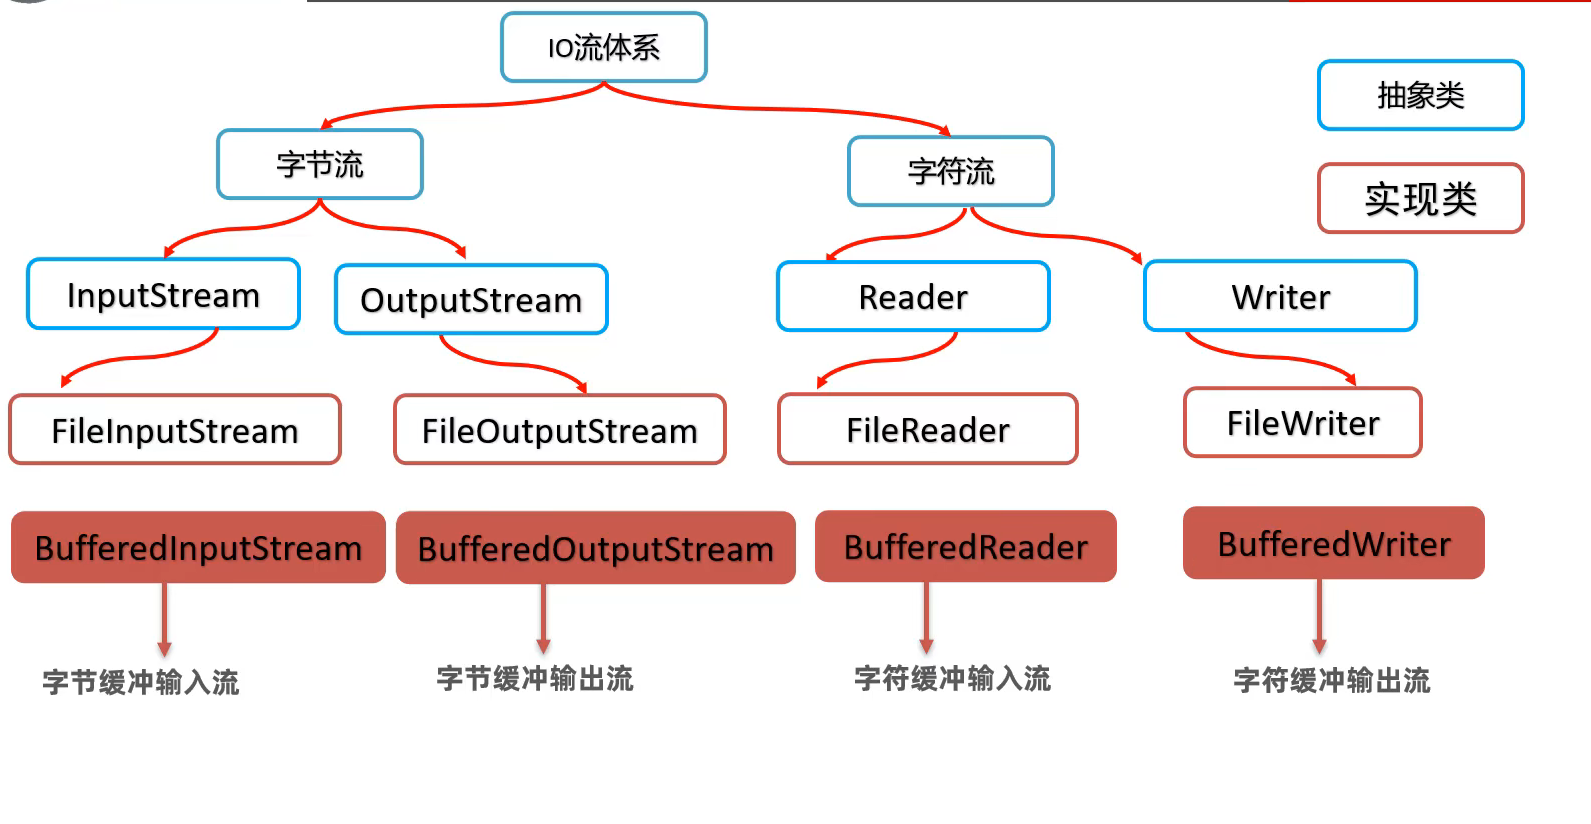 IO流体系
抽象类
字节流
字符流
实现类
InputStream
OutputStream
Reader
Writer
FileInputStream
FileOutputStream
FileReader
FileWriter
BufferedInputStream
BufferedOutputStream
BufferedReader
BufferedWriter
字节缓冲输入流
字节缓冲输出流
字符缓冲输入流
字符缓冲输出流